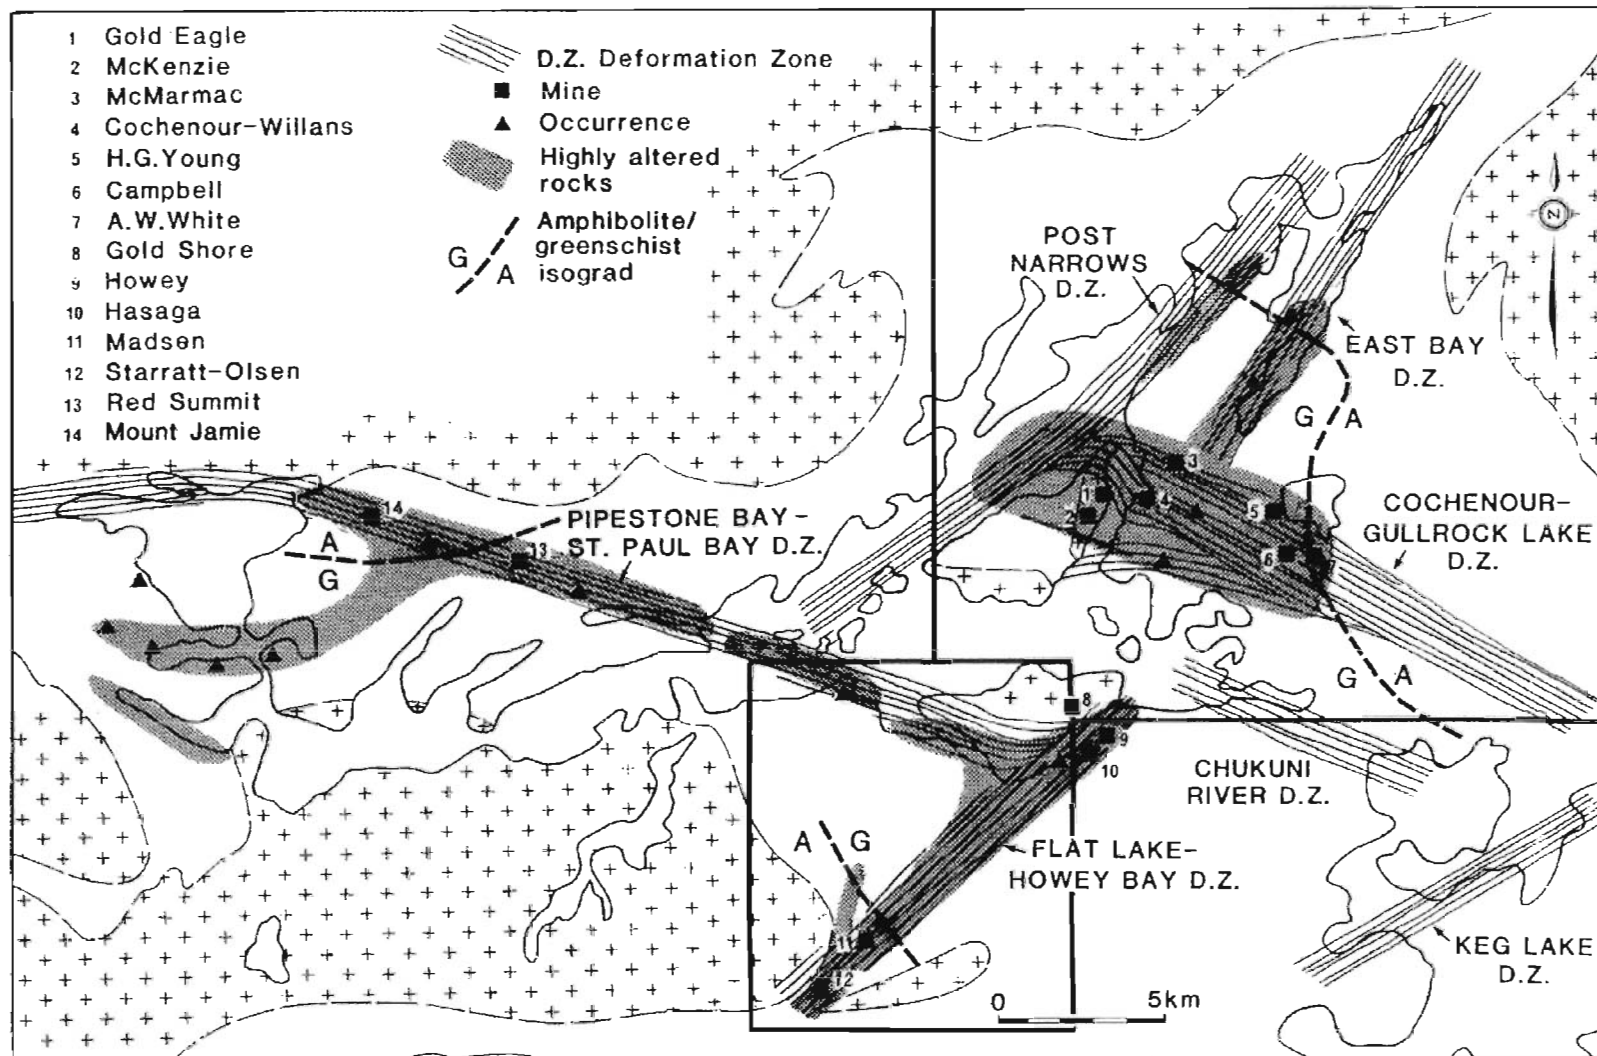 1 Gold Eagle
2 McKenzie
3 McMarmac
4 Cochenour-Willans
5 H.G.Young
6 Campbell
7 A.W.White
8 Gold Shore
9 Howey
10 Hasaga
11 Madsen
12 Starratt-Olsen
13 Red Summit
14 Mount Jamie
D.Z. Deformation Zone
Mine
Occurrence
Highly altered
rocks
Amphibolite/
greenschist
isograd
G
A
POST
NARROWS
D.Z.
Z
EAST BAY
D.Z.
G A
COCHENOUR-
GULLROCK LAKE
D.Z.
3
1
4
5
2
6
7
14
PIPESTONE BAY-
ST. PAUL BAY D.Z.
13
A
G
G A
8
9
10
CHUKUNI
RIVER D.Z.
A G
FLAT LAKE-
HOWEY BAY D.Z.
11
12
KEG LAKE
D.Z.
0 5km